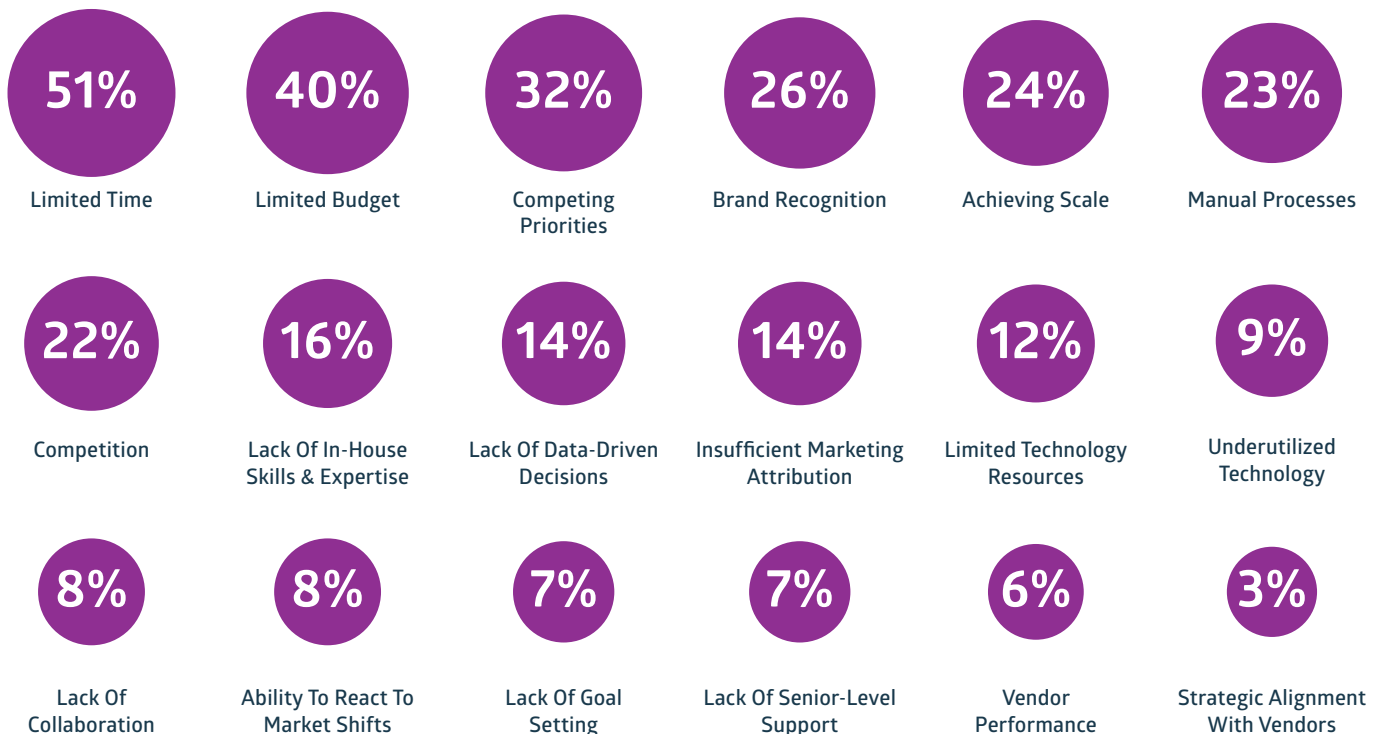 51%
40%
32%
26%
24%
23%
Limited Time
Limited Budget
Competing
Priorities
Brand Recognition
Achieving Scale
Manual Processes
22%
16%
14%
14%
12%
9%
Competition
Lack Of In-House
Skills & Expertise
Lack Of Data-Driven
Decisions
Insufficient Marketing
Attribution
Limited Technology
Resources
Underutilized
Technology
8%
8%
7%
7%
6%
3%
Lack Of
Collaboration
Ability To React To
Market Shifts
Lack Of Goal
Setting
Lack Of Senior-Level
Support
Vendor
Performance
Strategic Alignment
With Vendors